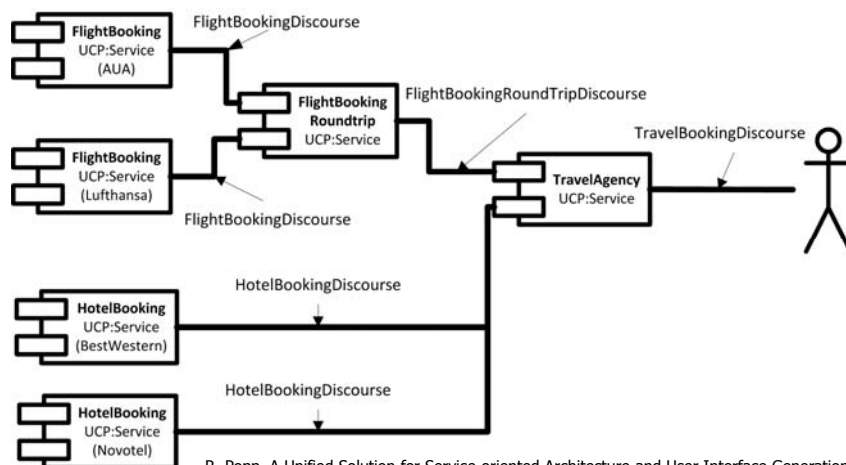 FlightBooking
UCP:Service
(AUA)
FlightBookingDiscourse
FlightBooking
Roundtrip
UCP:Service
FlightBookingRoundTripDiscourse
TravelBookingDiscourse
FlightBooking
UCP:Service
(Lufthansa)
FlightBookingDiscourse
TravelAgency
UCP:Service
HotelBookingDiscourse
HotelBooking
UCP:Service
(BestWestern)
HotelBookingDiscourse
HotelBooking
UCP:Service
(Novotel)
R. Popp, A Unified Solution for Service-oriented Architecture and User Interface Generation